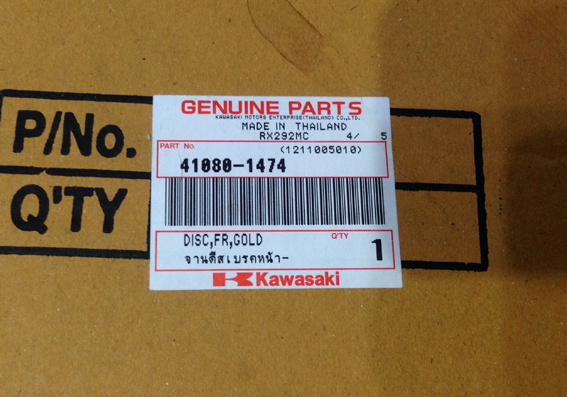 P/No.
Q'TY
GENUINE PARTS
KAWASAKI MOTORS ENTERPRISE(THAILAND) CO.,LTD.
MADE IN THAILAND
RX292MC 4/ 5
PART No. (1211005010)
41080-1474
DISC,FR,GOLD Q'TY
จานดีสเบรคหน้า- 1
Kawasaki